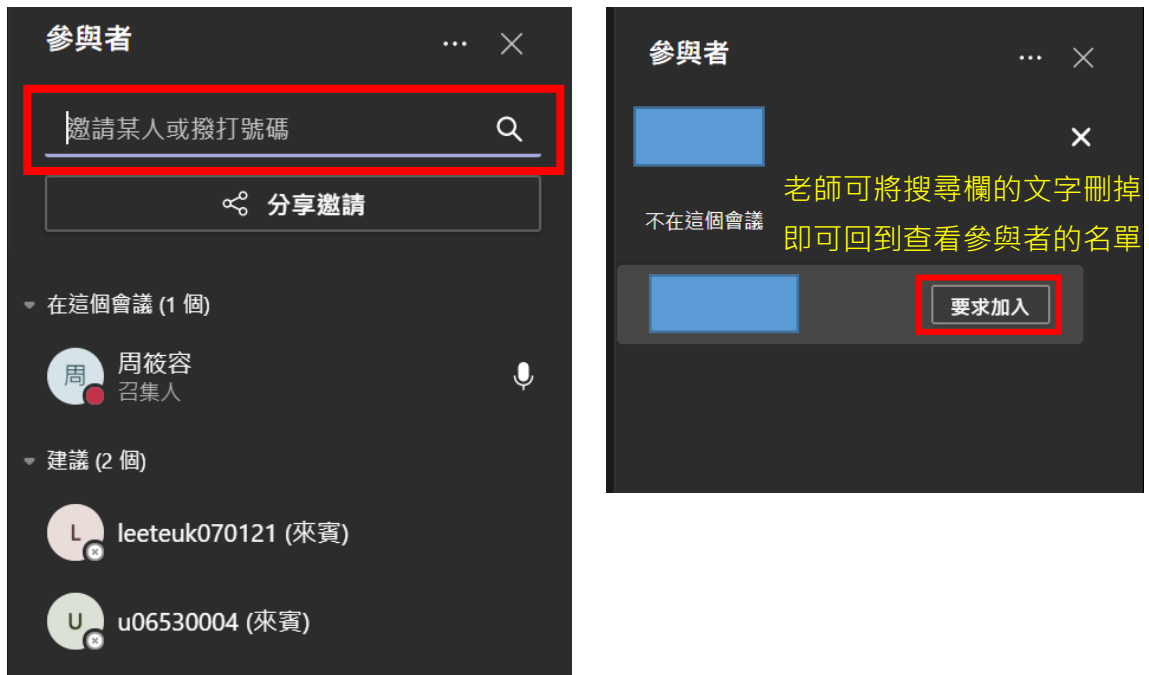 參與者
邀請某人或撥打號碼
分享邀請
在這個會議 (1 個)
周
周筱容
召集人
建議 (2 個)
L
leeteuk070121 (來賓)
U
u06530004 (來賓)
參與者
老師可將搜尋欄的文字刪掉
不在這個會議
即可回到查看參與者的名單
要求加入